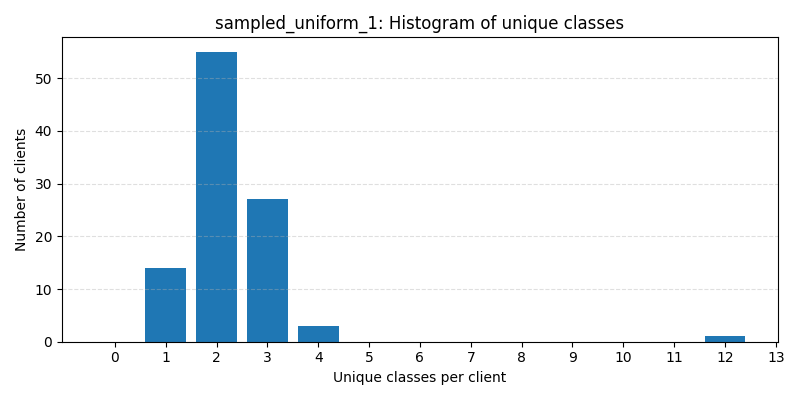 sampled_uniform_1: Histogram of unique classes
Number of clients
50
40
30
20
10
0
0 1 2 3 4 5 6 7 8 9 10 11 12 13
Unique classes per client